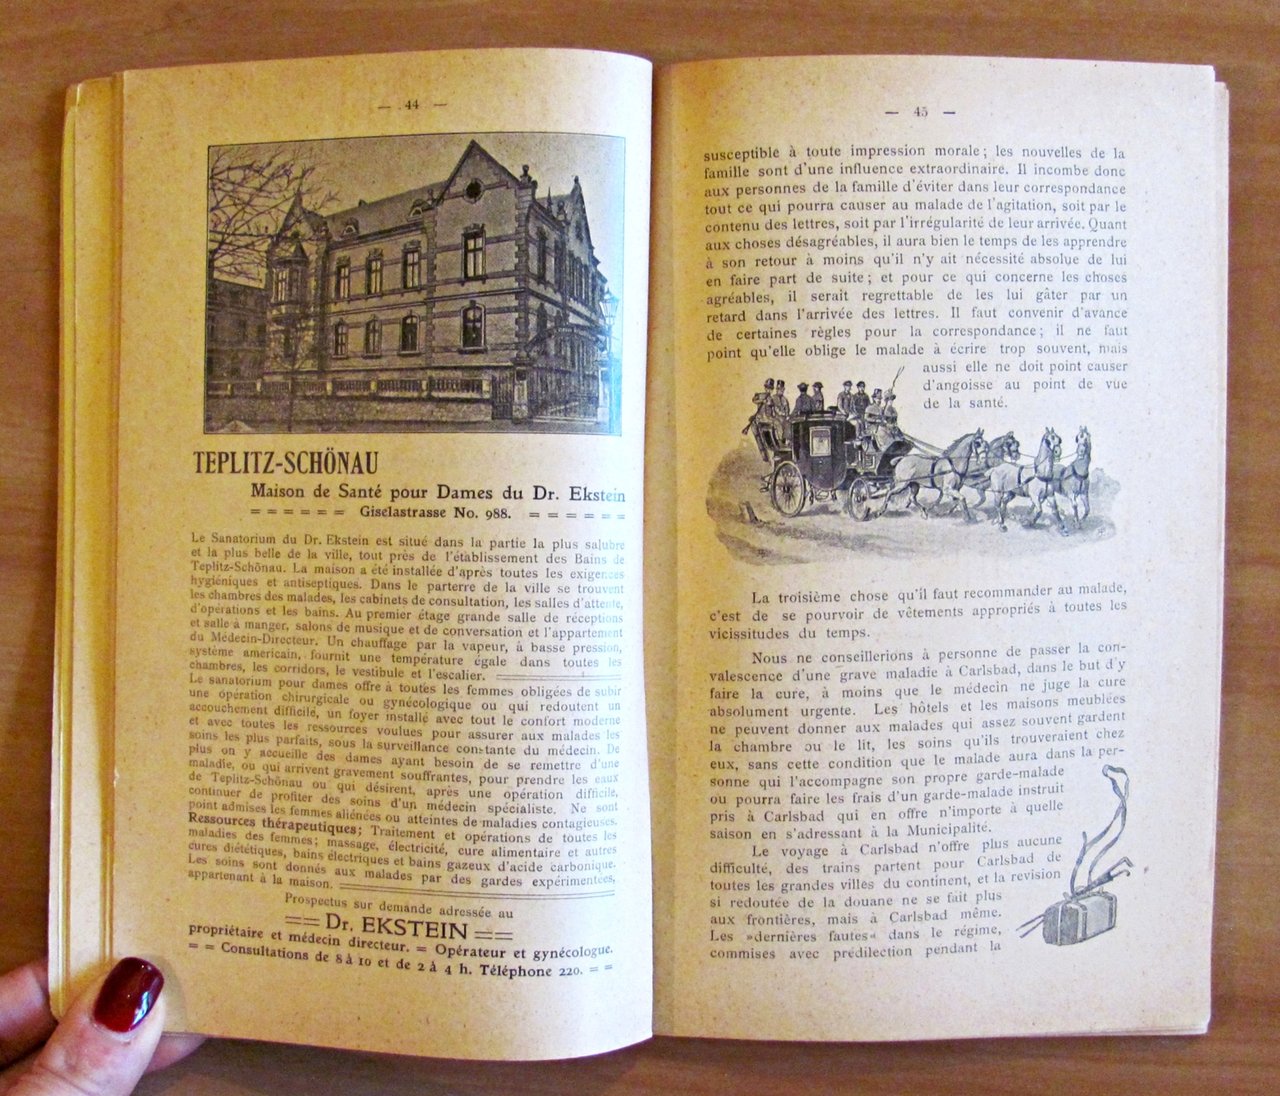 — 44 —
TEPLITZ-SCHÖNAU
Maison de Santé pour Dames du Dr. Ekstein
= = = = = = Giselastrasse No. 988. = = = = = =
Le Sanatorium du Dr. Ekstein est situé dans la partie la plus salubre
et la plus belle de la ville, tout près de l'établissement des Bains de
Teplitz-Schönau. La maison a été installée d'après toutes les exigences
hygiéniques et antiseptiques. Dans le parterre de la ville se trouvent
les chambres des malades, les cabinets de consultation, les salles d'attente,
d'opérations et les bains. Au premier étage grande salle de réceptions
et salle à manger, salons de musique et de conversation et l'appartement
du Médecin-Directeur. Un chauffage par la vapeur, à basse pression,
système americain, fournit une température égale dans toutes les
chambres, les corridors, le vestibule et l'escalier.
Le sanatorium pour dames offre à toutes les femmes obligées de subir
une opération chirurgicale ou gynécologique ou qui redoutent un
accouchement difficile, un foyer installé avec tout le confort moderne
et avec toutes les ressources voulues pour assurer aux malades les
soins les plus parfaits, sous la surveillance constante du médecin. De
plus on y accueille des dames ayant besoin de se remettre d'une
maladie, ou qui arrivent gravement souffrantes, pour prendre les eaux
de Teplitz-Schönau ou qui désirent, après une opération difficile,
continuer de profiter des soins d'un médecin spécialiste. Ne sont
point admises les femmes aliénées ou atteintes de maladies contagieuses.
Ressources thérapeutiques; Traitement et opérations de toutes les
maladies des femmes; massage, électricité, cure alimentaire et autres
cures diététiques, bains électriques et bains gazeux d'acide carbonique.
Les soins sont donnés aux malades par des gardes expérimentées,
appartenant à la maison.
Prospectus sur demande adressée au
== Dr. EKSTEIN ==
propriétaire et médecin directeur. = Opérateur et gynécologue.
= = Consultations de 8 à 10 et de 2 à 4 h. Téléphone 220. = =
— 45 —
susceptible à toute impression morale; les nouvelles de la
famille sont d'une influence extraordinaire. Il incombe donc
aux personnes de la famille d'éviter dans leur correspondance
tout ce qui pourra causer au malade de l'agitation, soit par le
contenu des lettres, soit par l'irrégularité de leur arrivée. Quant
aux choses désagréables, il aura bien le temps de les apprendre
à son retour à moins qu'il n'y ait nécessité absolue de lui
en faire part de suite; et pour ce qui concerne les choses
agréables, il serait regrettable de les lui gâter par un
retard dans l'arrivée des lettres. Il faut convenir d'avance
de certaines règles pour la correspondance; il ne faut
point qu'elle oblige le malade à écrire trop souvent, mais
aussi elle ne doit point causer
d'angoisse au point de vue
de la santé.
La troisième chose qu'il faut recommander au malade,
c'est de se pourvoir de vêtements appropriés à toutes les
vicissitudes du temps.
Nous ne conseillerions à personne de passer la con-
valescence d'une grave maladie à Carlsbad, dans le but d'y
faire la cure, à moins que le médecin ne juge la cure
absolument urgente. Les hôtels et les maisons meublées
ne peuvent donner aux malades qui assez souvent gardent
la chambre ou le lit, les soins qu'ils trouveraient chez
eux, sans cette condition que le malade aura dans la per-
sonne qui l'accompagne son propre garde-malade
ou pourra faire les frais d'un garde-malade instruit
pris à Carlsbad qui en offre n'importe à quelle
saison en s'adressant à la Municipalité.
Le voyage à Carlsbad n'offre plus aucune
difficulté, des trains partent pour Carlsbad de
toutes les grandes villes du continent, et la revision
si redoutée de la douane ne se fait plus
aux frontières, mais à Carlsbad même.
Les »dernières fautes« dans le régime,
commises avec prédilection pendant la